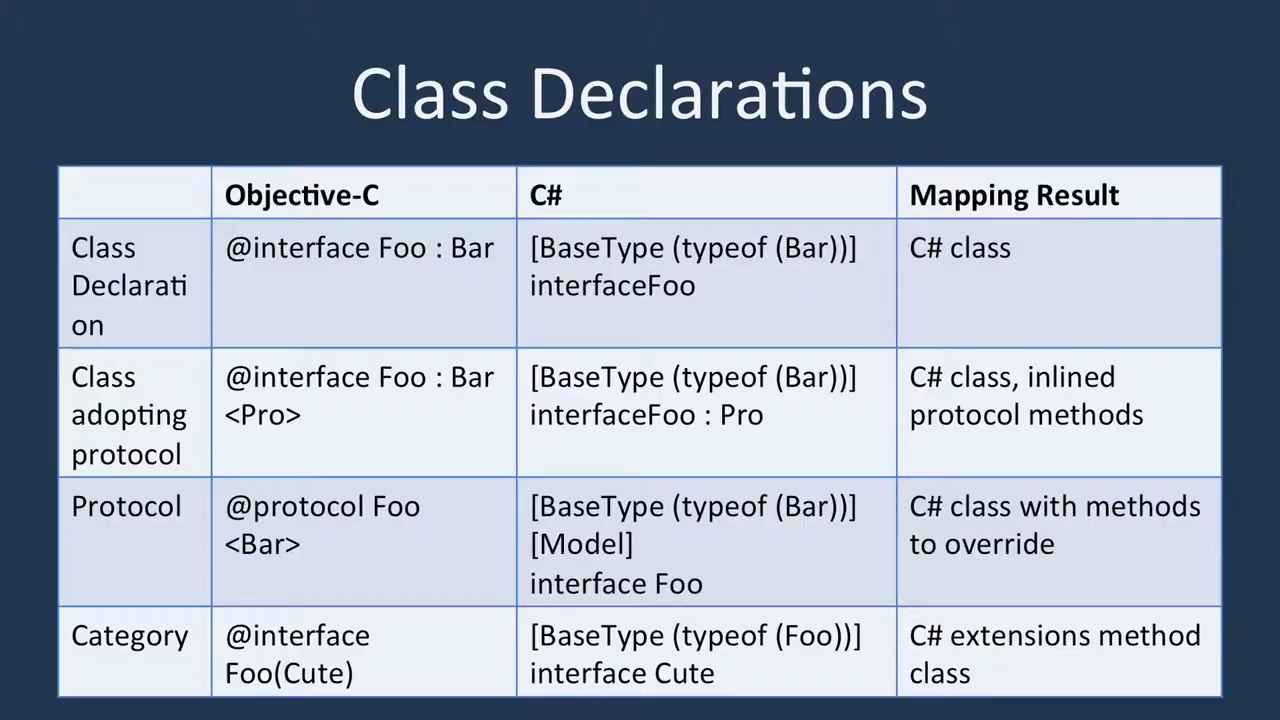 Class Declarations
Objective-C C# Mapping Result
Class @interface Foo : Bar [BaseType (typeof (Bar))] C# class
Declarati interfaceFoo
on
Class @interface Foo : Bar [BaseType (typeof (Bar))] C# class, inlined
adopting <Pro> interfaceFoo : Pro protocol methods
protocol
Protocol @protocol Foo [BaseType (typeof (Bar))] C# class with methods
<Bar> [Model] to override
interface Foo
Category @interface [BaseType (typeof (Foo))] C# extensions method
Foo(Cute) interface Cute class